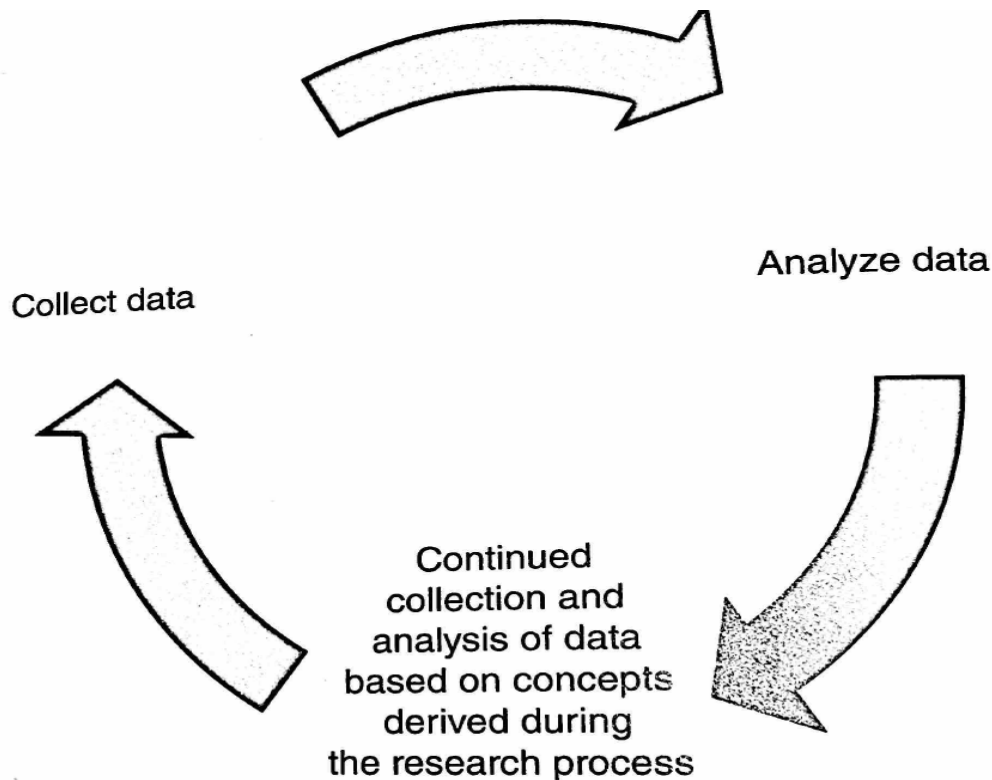 Collect data
Analyze data
Continued
collection and
analysis of data
based on concepts
derived during
the research process